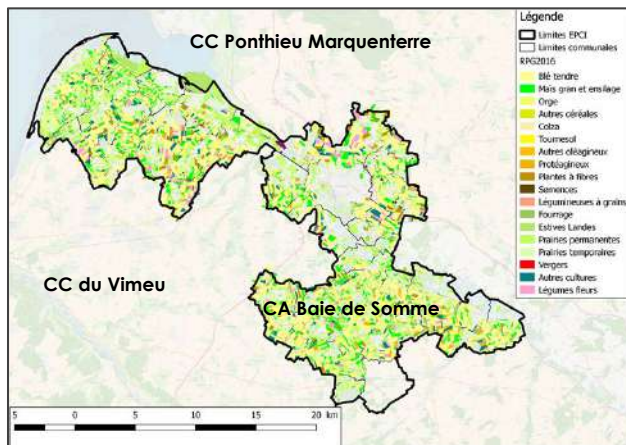 CC Ponthieu Marquenterre
CC du Vimeu
CA Baie de Somme
Légende
Limites EPCI
Limites communales
RPG2016
Blé tendre
Maïs grain et ensilage
Orge
Autres céréales
Colza
Tournesol
Autres oléagineux
Protéagineux
Plantes à fibres
Semences
Légumineuses à grains
Fourrage
Estives Landes
Prairies permanentes
Prairies temporaires
Vergers
Autres cultures
Légumes fleurs
5 0 5 10 15 20 km